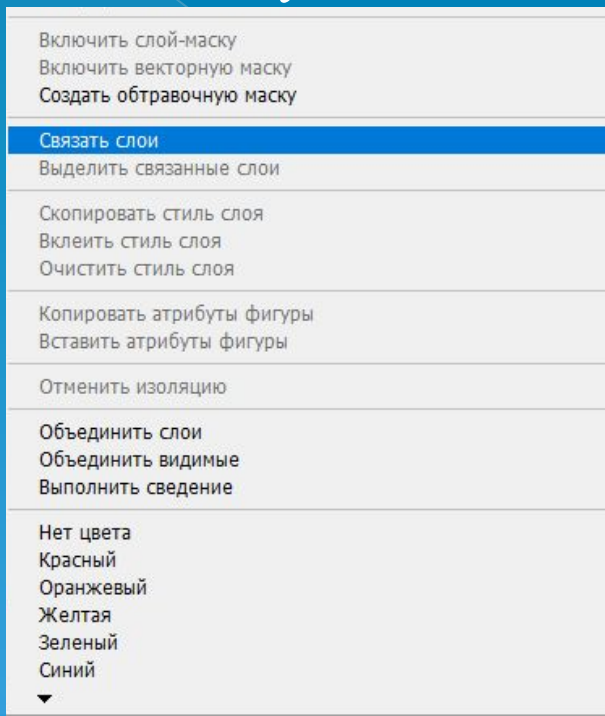 Включить слой-маску
Включить векторную маску
Создать обтравочную маску
Связать слои
Выделить связанные слои
Скопировать стиль слоя
Вклеить стиль слоя
Очистить стиль слоя
Копировать атрибуты фигуры
Вставить атрибуты фигуры
Отменить изоляцию
Объединить слои
Объединить видимые
Выполнить сведение
Нет цвета
Красный
Оранжевый
Желтая
Зеленый
Синий